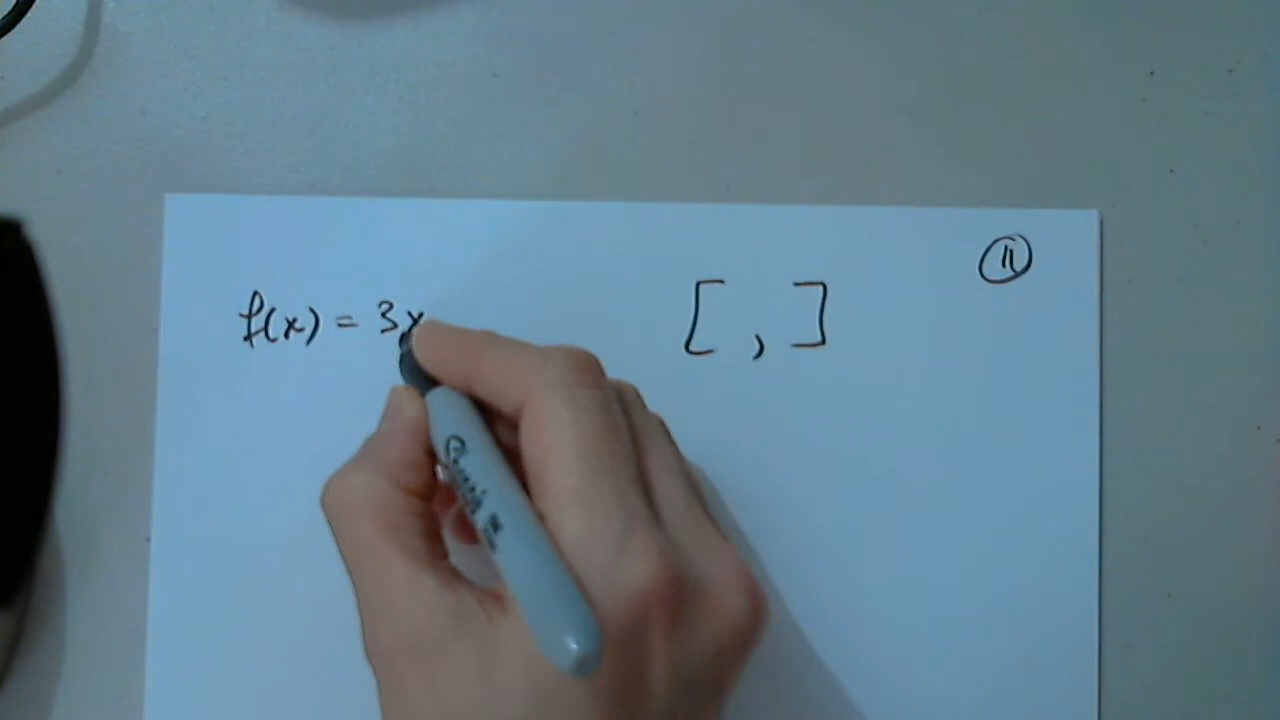 f(x) = 3x [ , ] 11